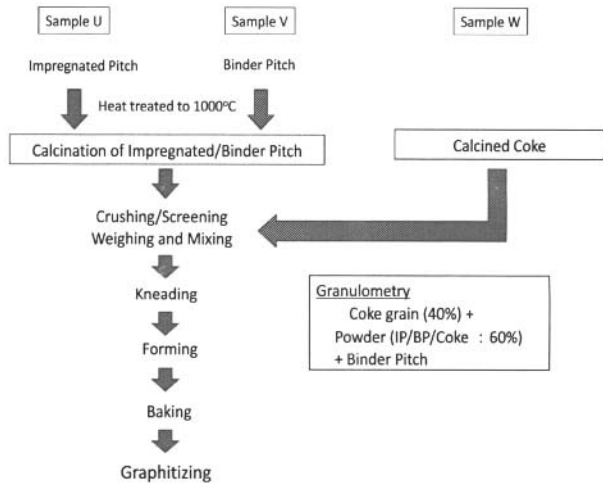 Sample U
Sample V
Sample W
Impregnated Pitch
Binder Pitch
Heat treated to 1000°C
Calcination of Impregnated/Binder Pitch
Calcined Coke
Crushing/Screening
Weighing and Mixing
Kneading
Granulometry
Coke grain (40%) +
Powder (IP/BP/Coke : 60%)
+ Binder Pitch
Forming
Baking
Graphitizing